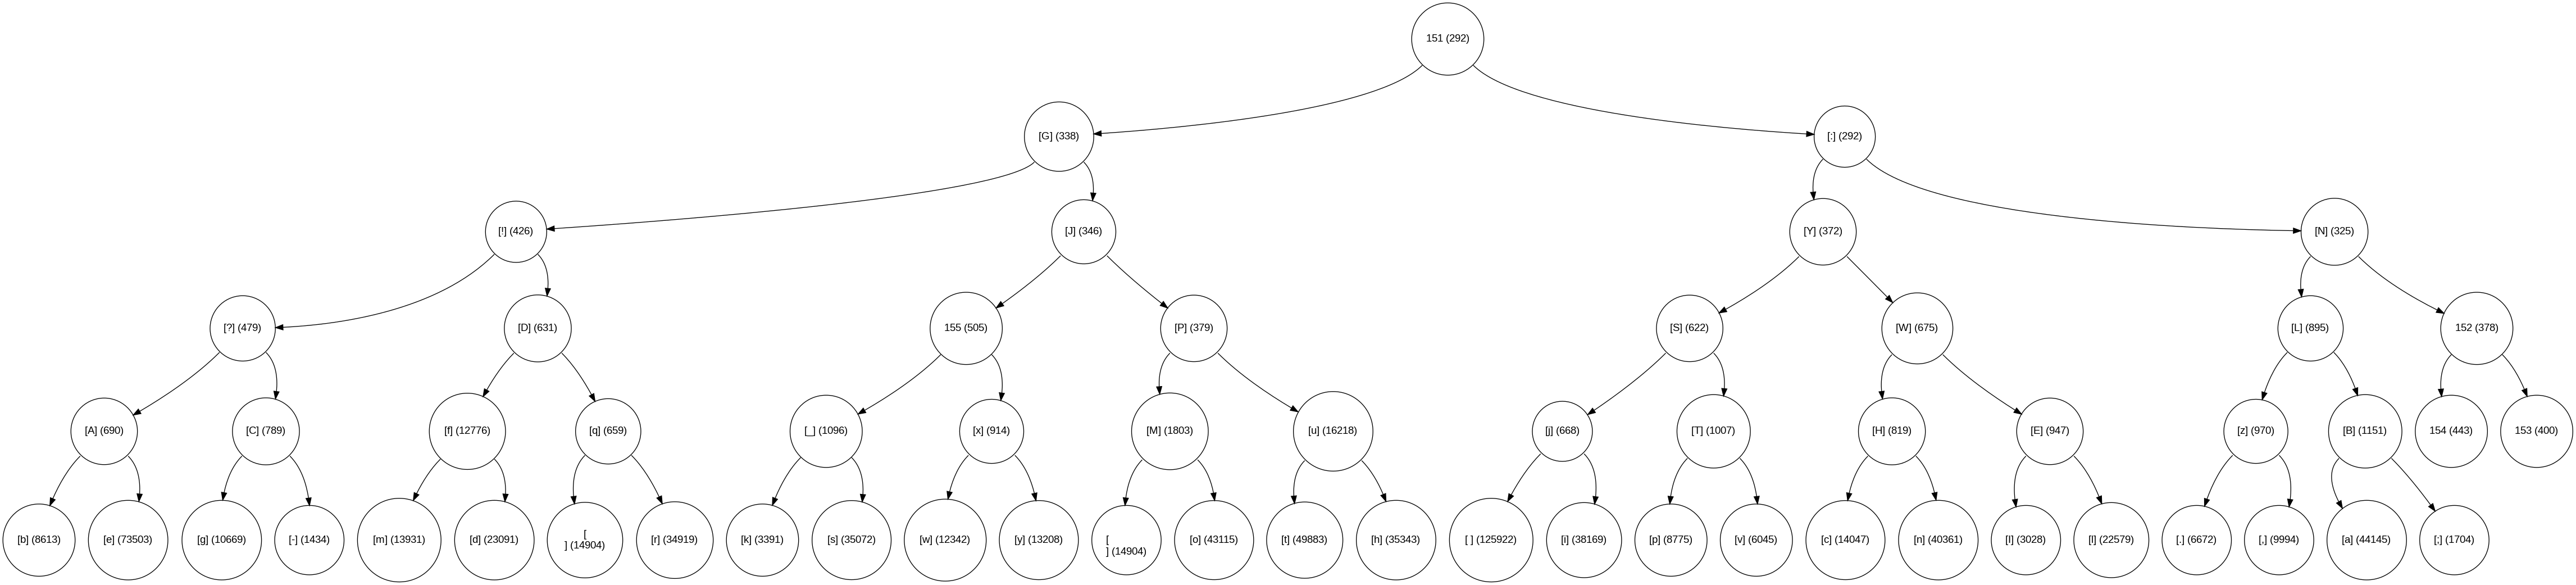 151 (292)
[G] (338)
[:] (292)
[!] (426)
[J] (346)
[Y] (372)
[N] (325)
[?] (479)
[D] (631)
155 (505)
[P] (379)
[S] (622)
[W] (675)
[L] (895)
152 (378)
[A] (690)
[C] (789)
[f] (12776)
[q] (659)
[_] (1096)
[x] (914)
[M] (1803)
[u] (16218)
[j] (668)
[T] (1007)
[H] (819)
[E] (947)
[z] (970)
[B] (1151)
154 (443)
153 (400)
[b] (8613)
[e] (73503)
[g] (10669)
[-] (1434)
[m] (13931)
[d] (23091)
[
] (14904)
[r] (34919)
[k] (3391)
[s] (35072)
[w] (12342)
[y] (13208)
[
] (14904)
[o] (43115)
[t] (49883)
[h] (35343)
[ ] (125922)
[i] (38169)
[p] (8775)
[v] (6045)
[c] (14047)
[n] (40361)
[I] (3028)
[l] (22579)
[.] (6672)
[,] (9994)
[a] (44145)
[;] (1704)